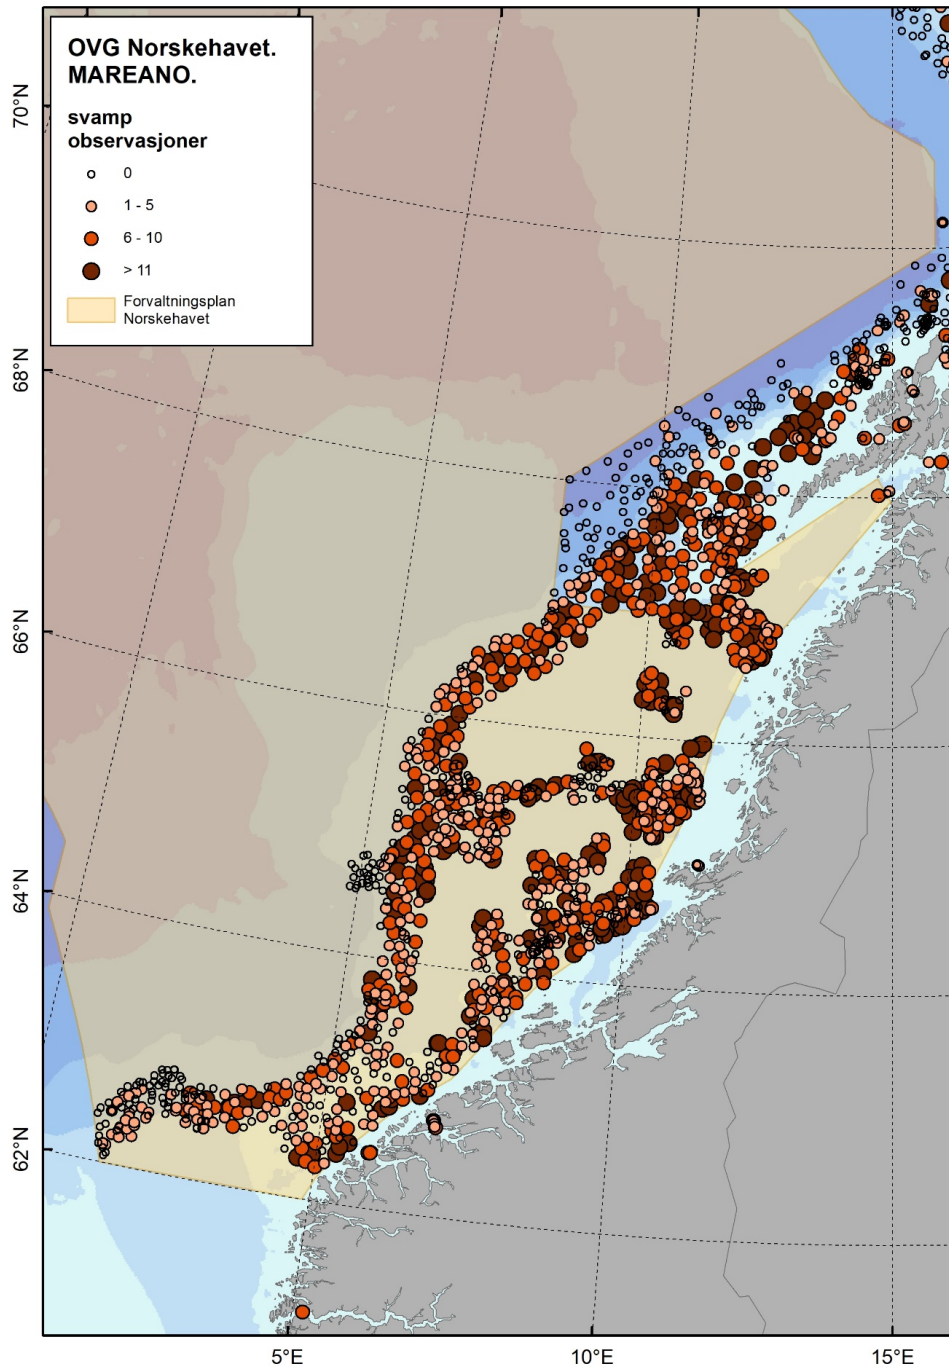 OVG Norskehavet.
MAREANO.
svamp
observasjoner
0
1 - 5
6 - 10
> 11
Forvaltningsplan
Norskehavet
70°N
68°N
66°N
64°N
62°N
5°E
10°E
15°E